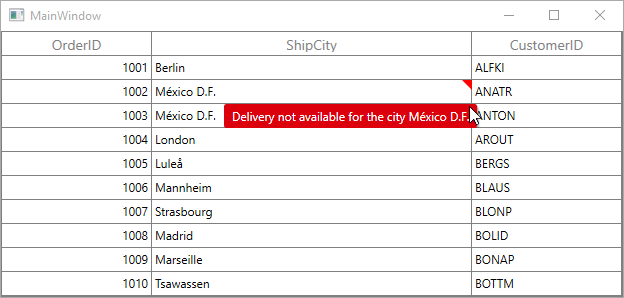 MainWindow
OrderID ShipCity CustomerID
1001 Berlin ALFKI
1002 México D.F. ANATR
1003 México D.F. Delivery not available for the city México D.F. ANTON
1004 London AROUT
1005 Luleå BERGS
1006 Mannheim BLAUS
1007 Strasbourg BLONP
1008 Madrid BOLID
1009 Marseille BONAP
1010 Tsawassen BOTTM